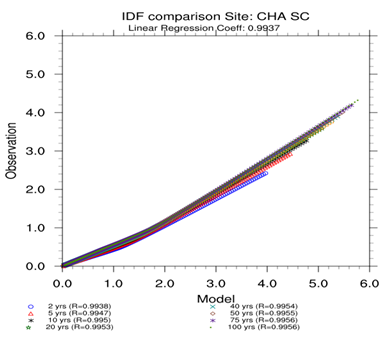 IDF comparison Site: CHA SC
Linear Regression Coeff: 0.9937
0.0 1.0 2.0 3.0 4.0 5.0 6.0
6.0
5.0
4.0
3.0
2.0
1.0
0.0
Observation
Model
2 yrs (R=0.9938)
5 yrs (R=0.9947)
10 yrs (R=0.995)
20 yrs (R=0.9953)
40 yrs (R=0.9954)
50 yrs (R=0.9955)
75 yrs (R=0.9956)
100 yrs (R=0.9956)